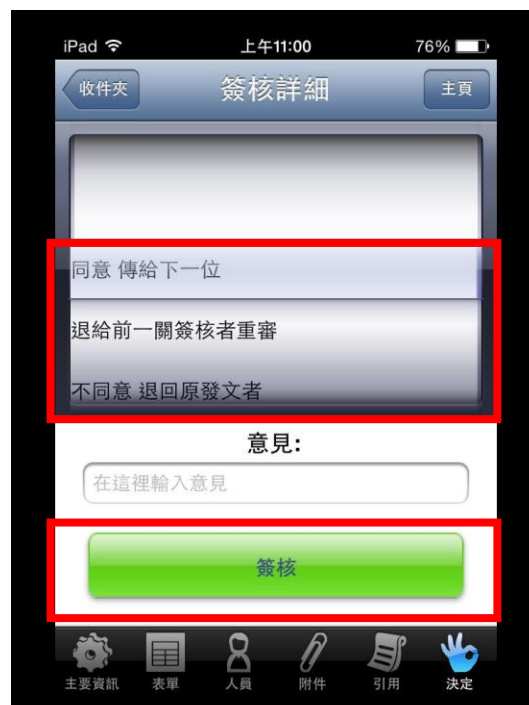 iPad 上午11:00 76%
收件夾 簽核詳細 主頁
同意 傳給下一位
退給前一關簽核者重審
不同意 退回原發文者
意見:
在這裡輸入意見
簽核
主要資訊 表單 人員 附件 引用 決定